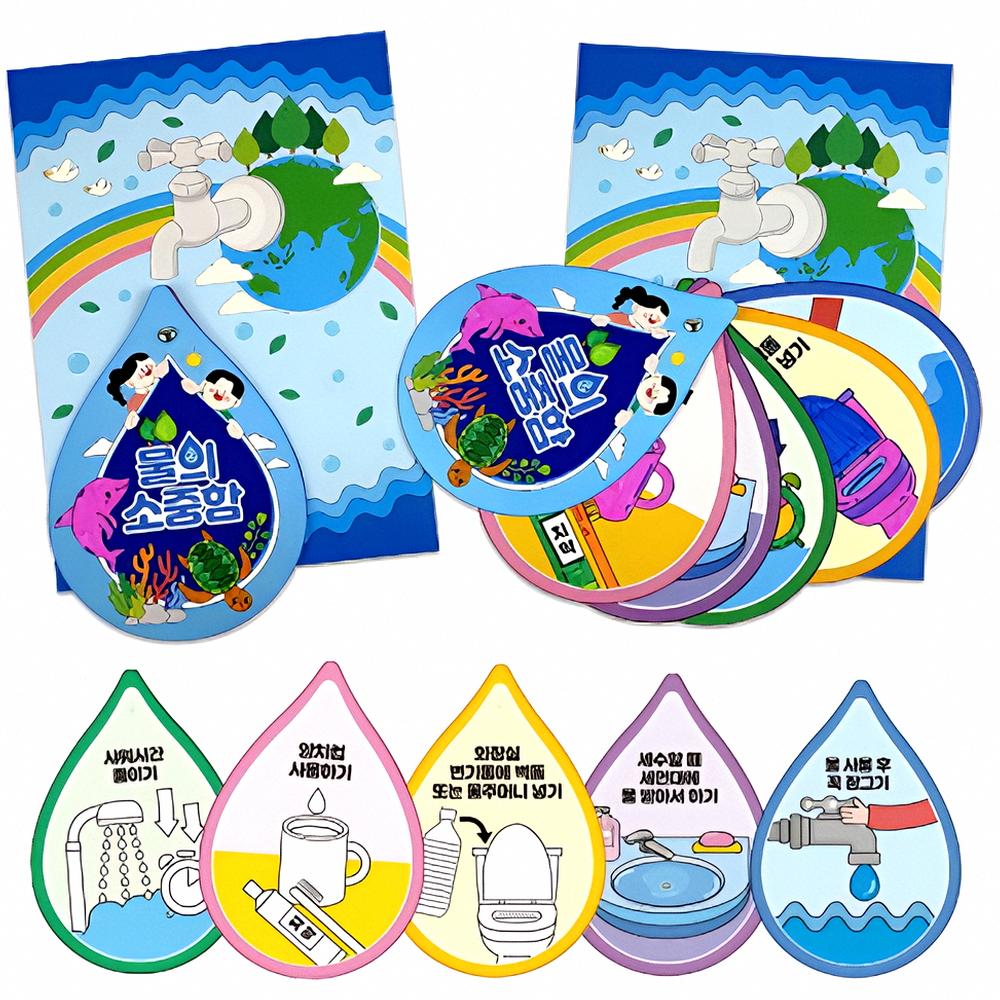 물의
소중함
물의
소중함
샤워시간
줄이기
양치컵
사용하기
화장실
변기통에 벽돌
또는 물주머니 넣기
세수할 때
세면대에
물 받아서 하기
물 사용 후
꼭 잠그기